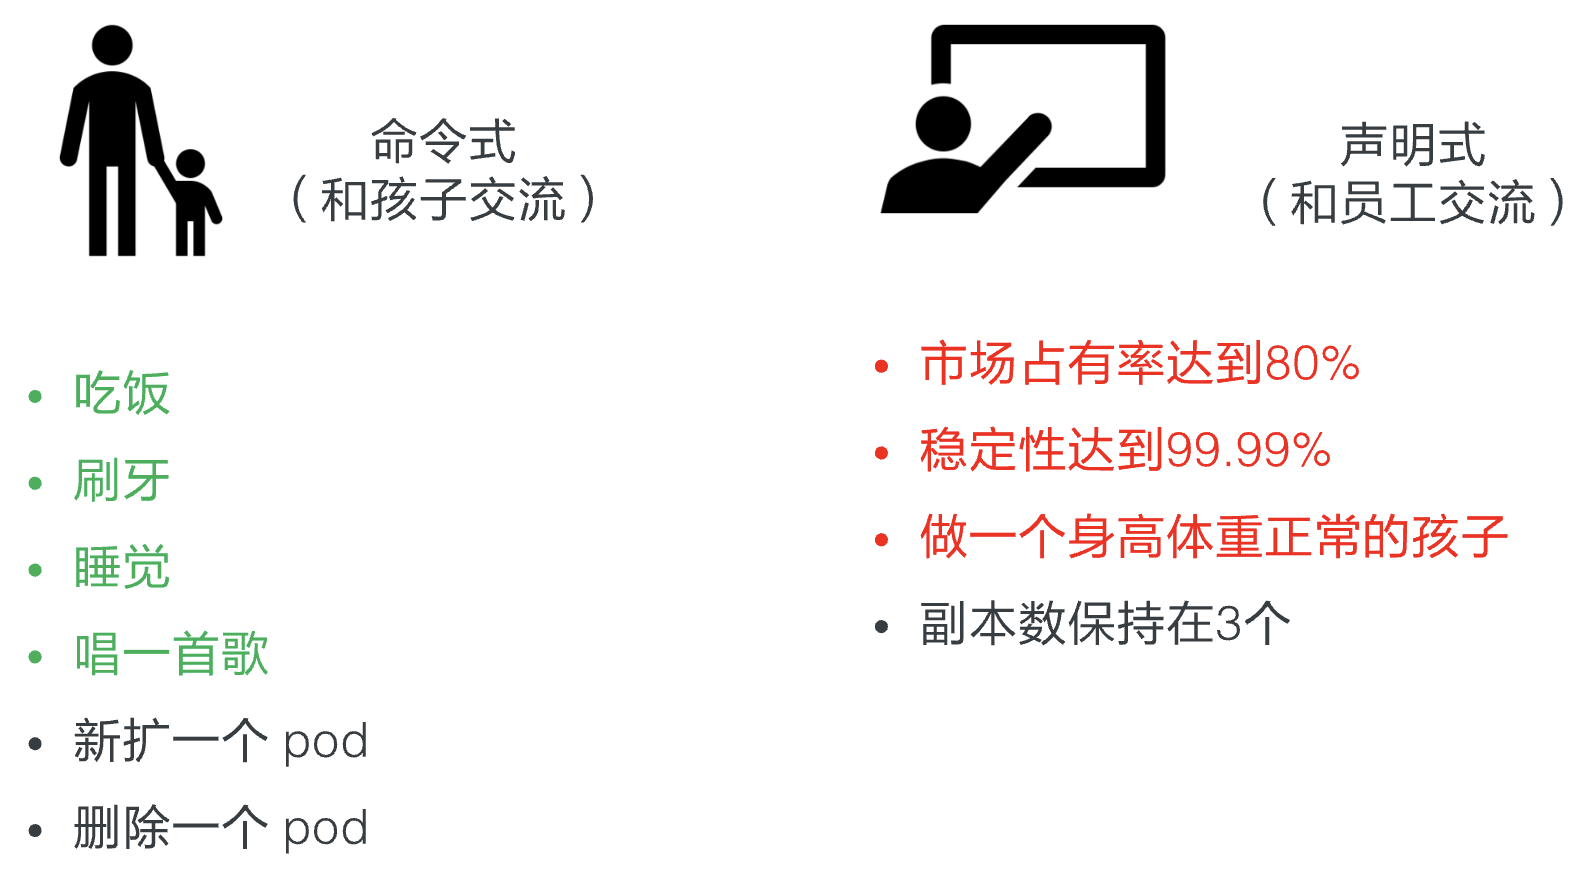 命令式
（和孩子交流）
• 吃饭
• 刷牙
• 睡觉
• 唱一首歌
• 新扩一个 pod
• 删除一个 pod
声明式
（和员工交流）
• 市场占有率达到80%
• 稳定性达到99.99%
• 做一个身高体重正常的孩子
• 副本数保持在3个